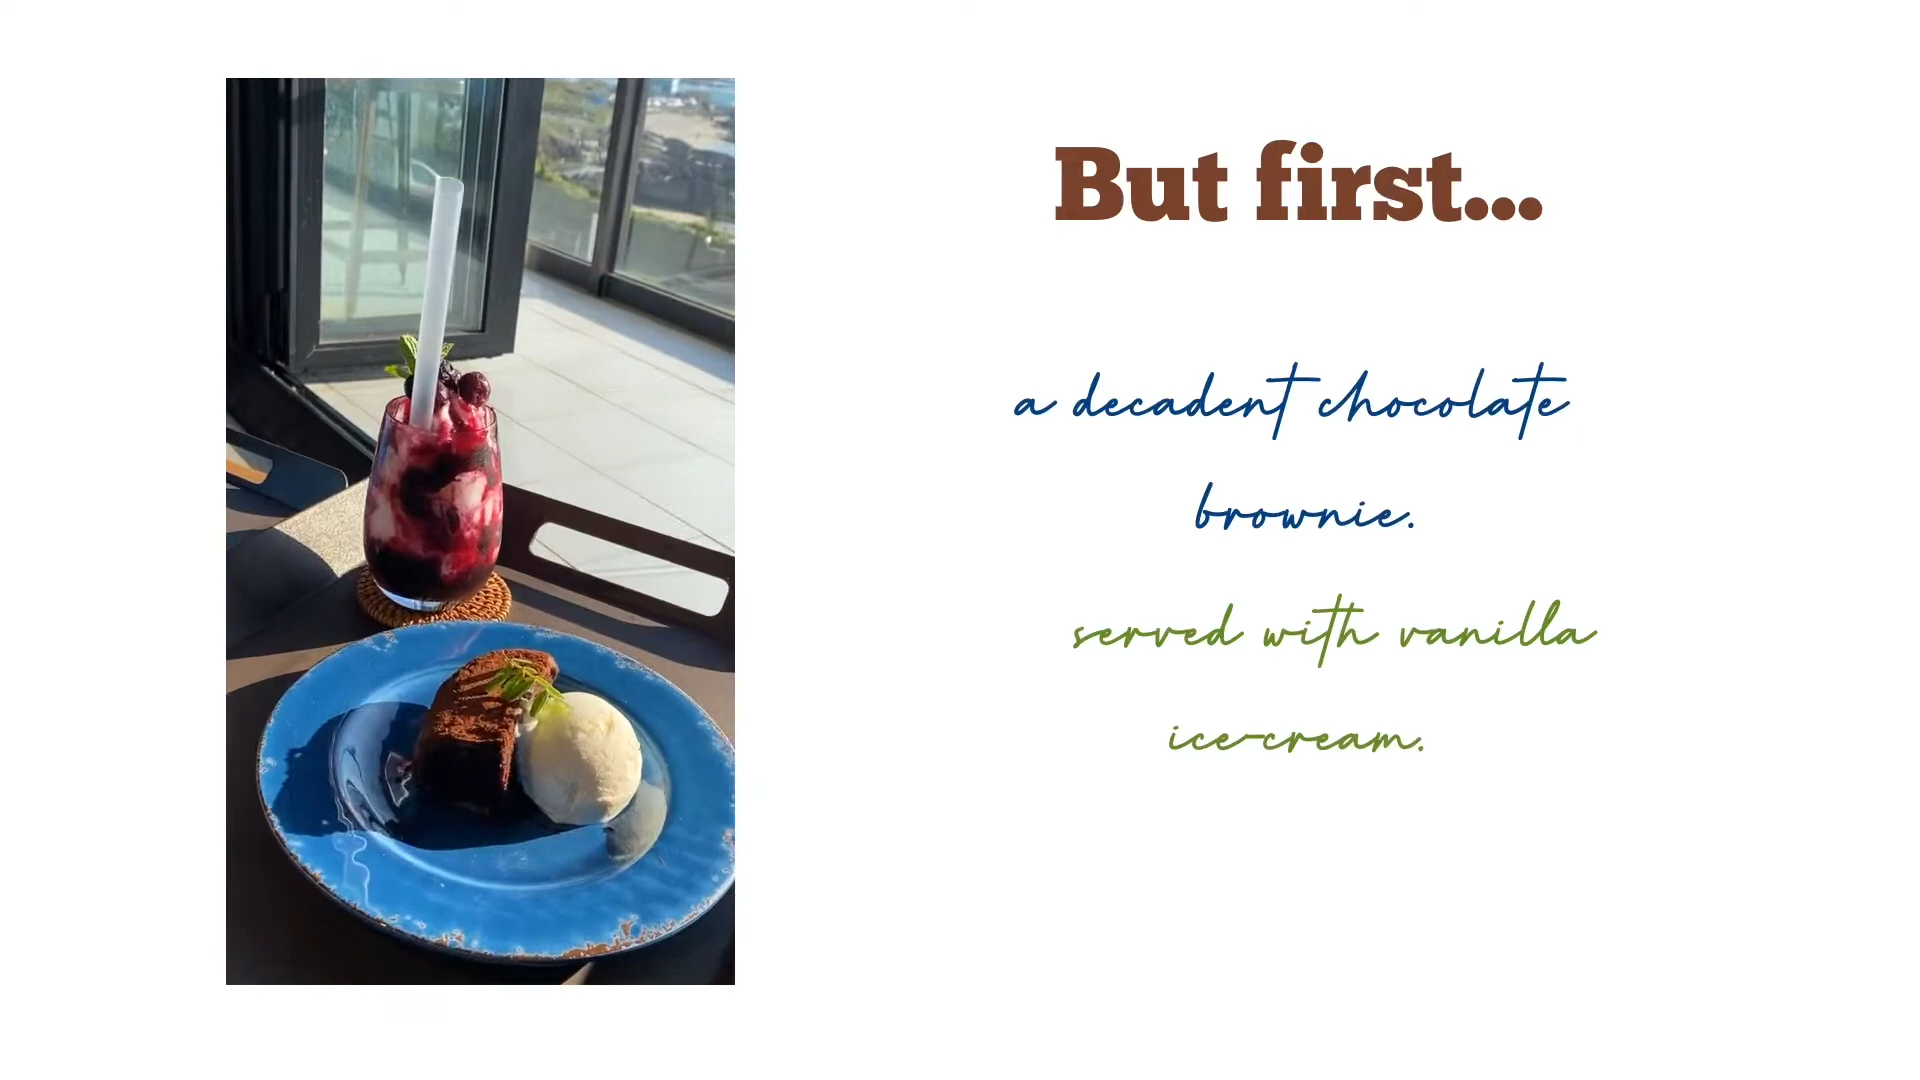 But first...
a decadent chocolate
brownie.
served with vanilla
ice-cream.